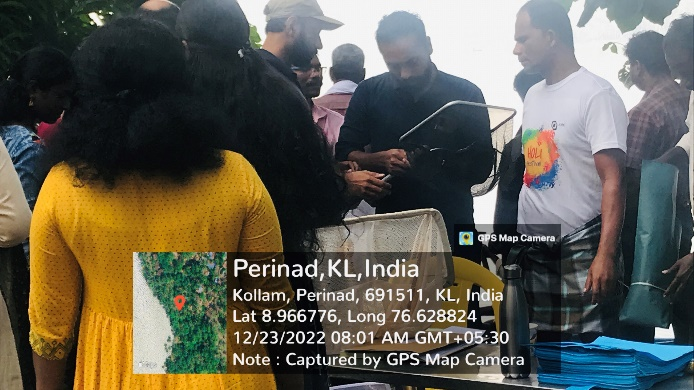 HOLi
GPS Map Camera
Perinad,KL,India
Kollam, Perinad, 691511, KL, India
Lat 8.966776, Long 76.628824
12/23/2022 08:01 AM GMT+05:30
Note : Captured by GPS Map Camera